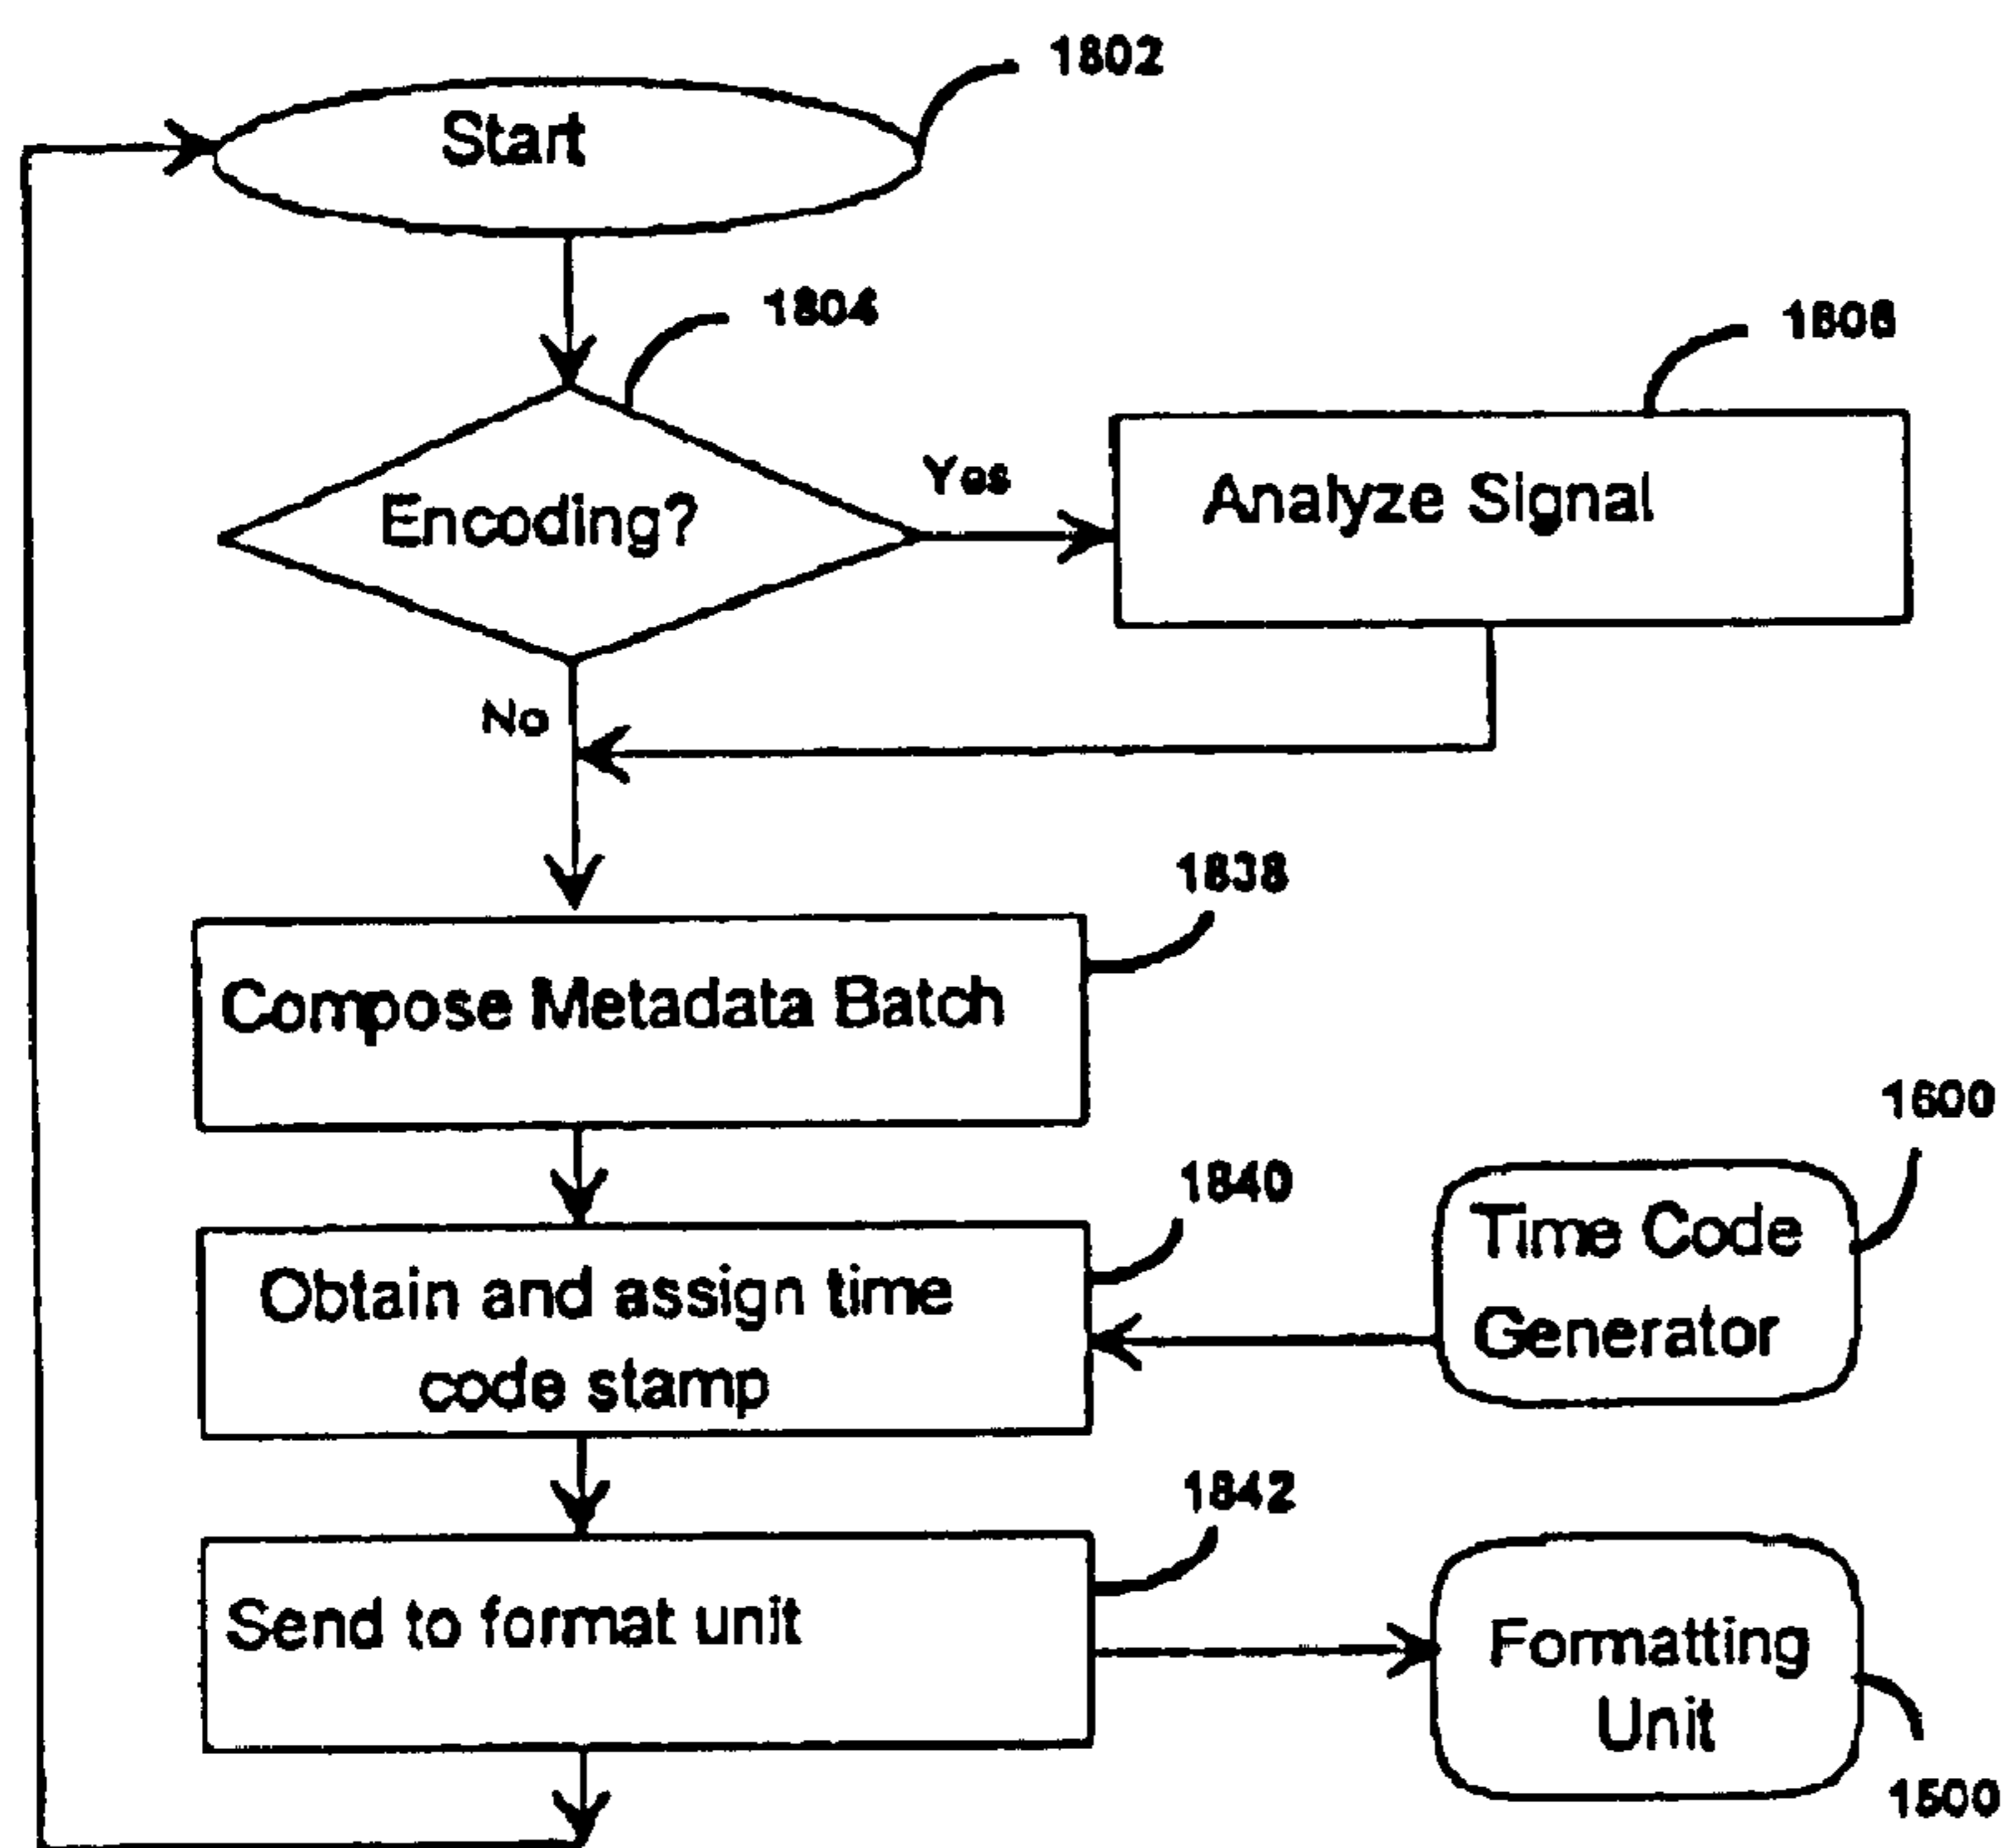 1802
Start
1804
1806
Encoding?
Yes
Analyze Signal
No
1838
Compose Metadata Batch
1600
1840
Time Code
Generator
Obtain and assign time
code stamp
1842
Send to format unit
Formatting
Unit
1500